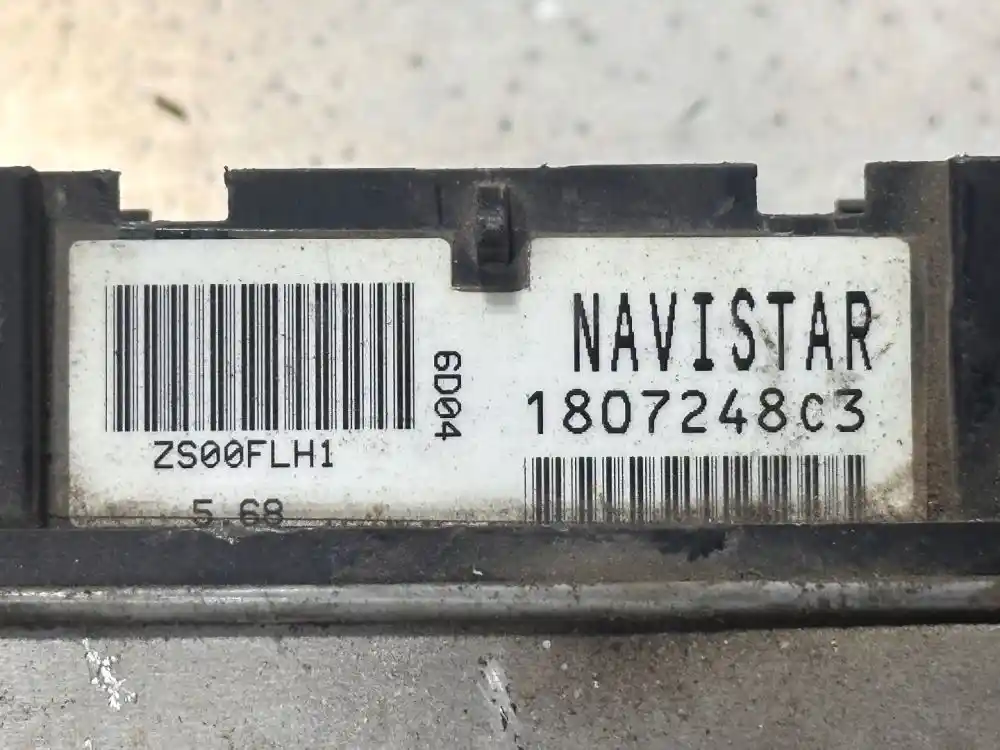 NAVISTAR
1807248c3
6D04
ZS00FLH1
5.68